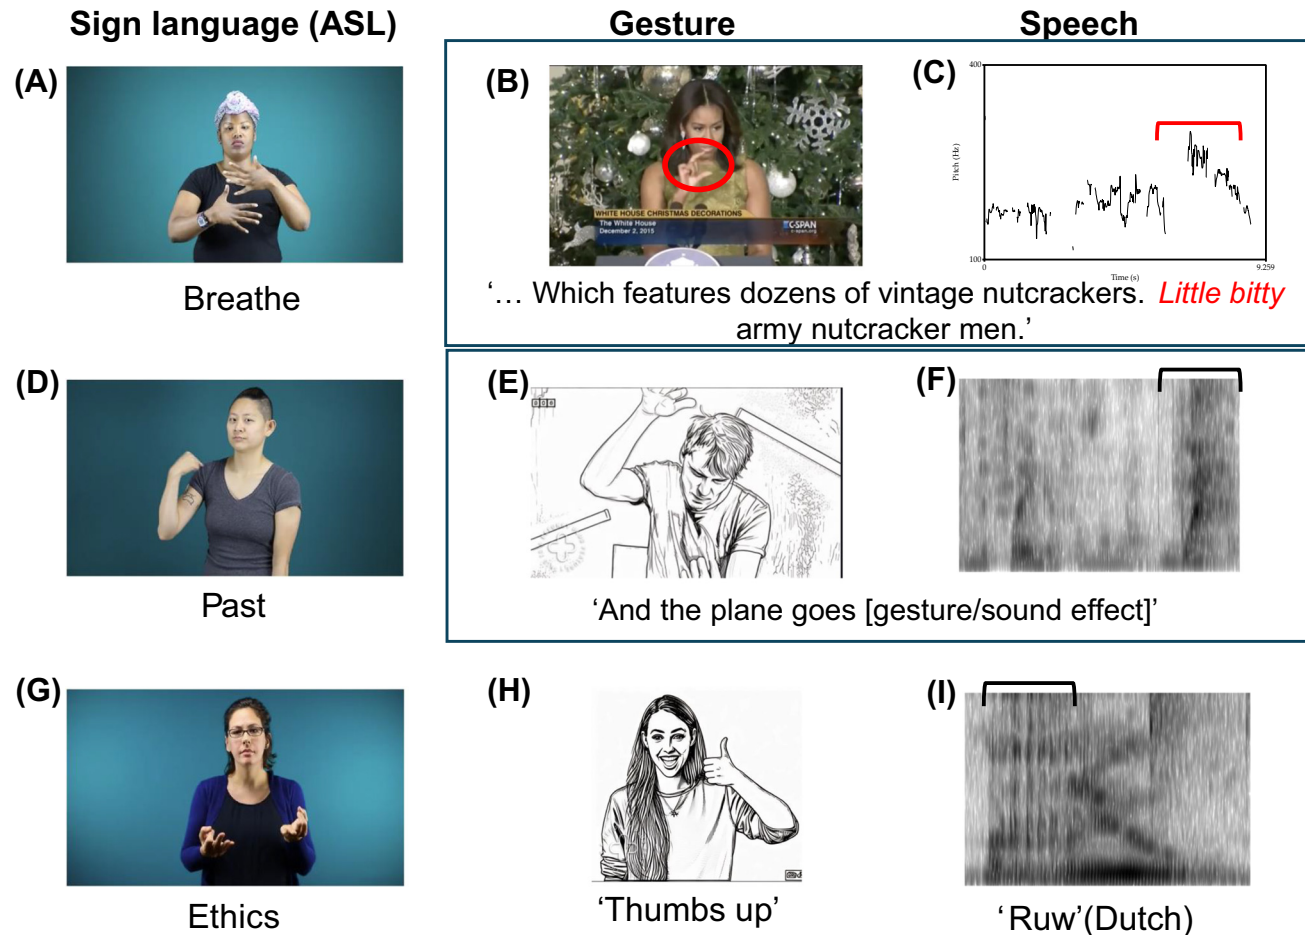 Sign language (ASL)
Gesture
Speech
(A)
Breathe
(B)
WHITE HOUSE CHRISTMAS DECORATIONS
The White House
December 2, 2015
C-SPAN
c-span.org
(C)
400
Pitch (Hz)
100
0
Time (s)
9.259
‘… Which features dozens of vintage nutcrackers. Little bitty
army nutcracker men.’
(D)
Past
(E)
(F)
‘And the plane goes [gesture/sound effect]’
(G)
Ethics
(H)
‘Thumbs up’
(I)
‘Ruw’(Dutch)